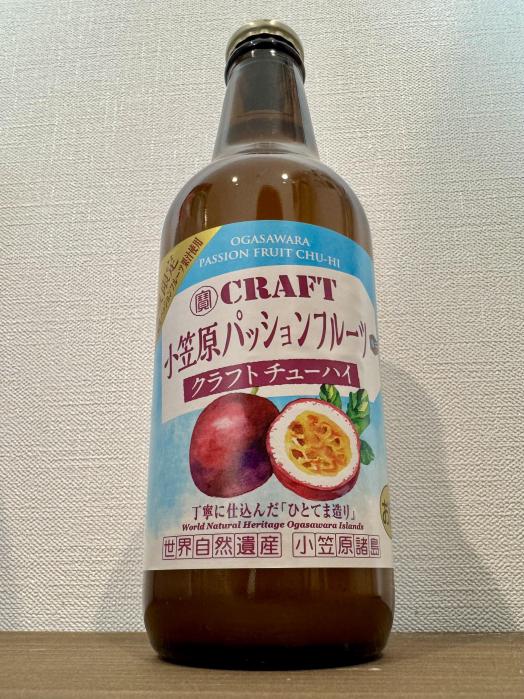 OGASAWARA
PASSION FRUIT CHU-HI
寶 CRAFT
小笠原パッションフルーツ
クラフトチューハイ
丁寧に仕込んだ「ひとてま造り」
World Natural Heritage Ogasawara Islands
世界自然遺産 小笠原諸島
お